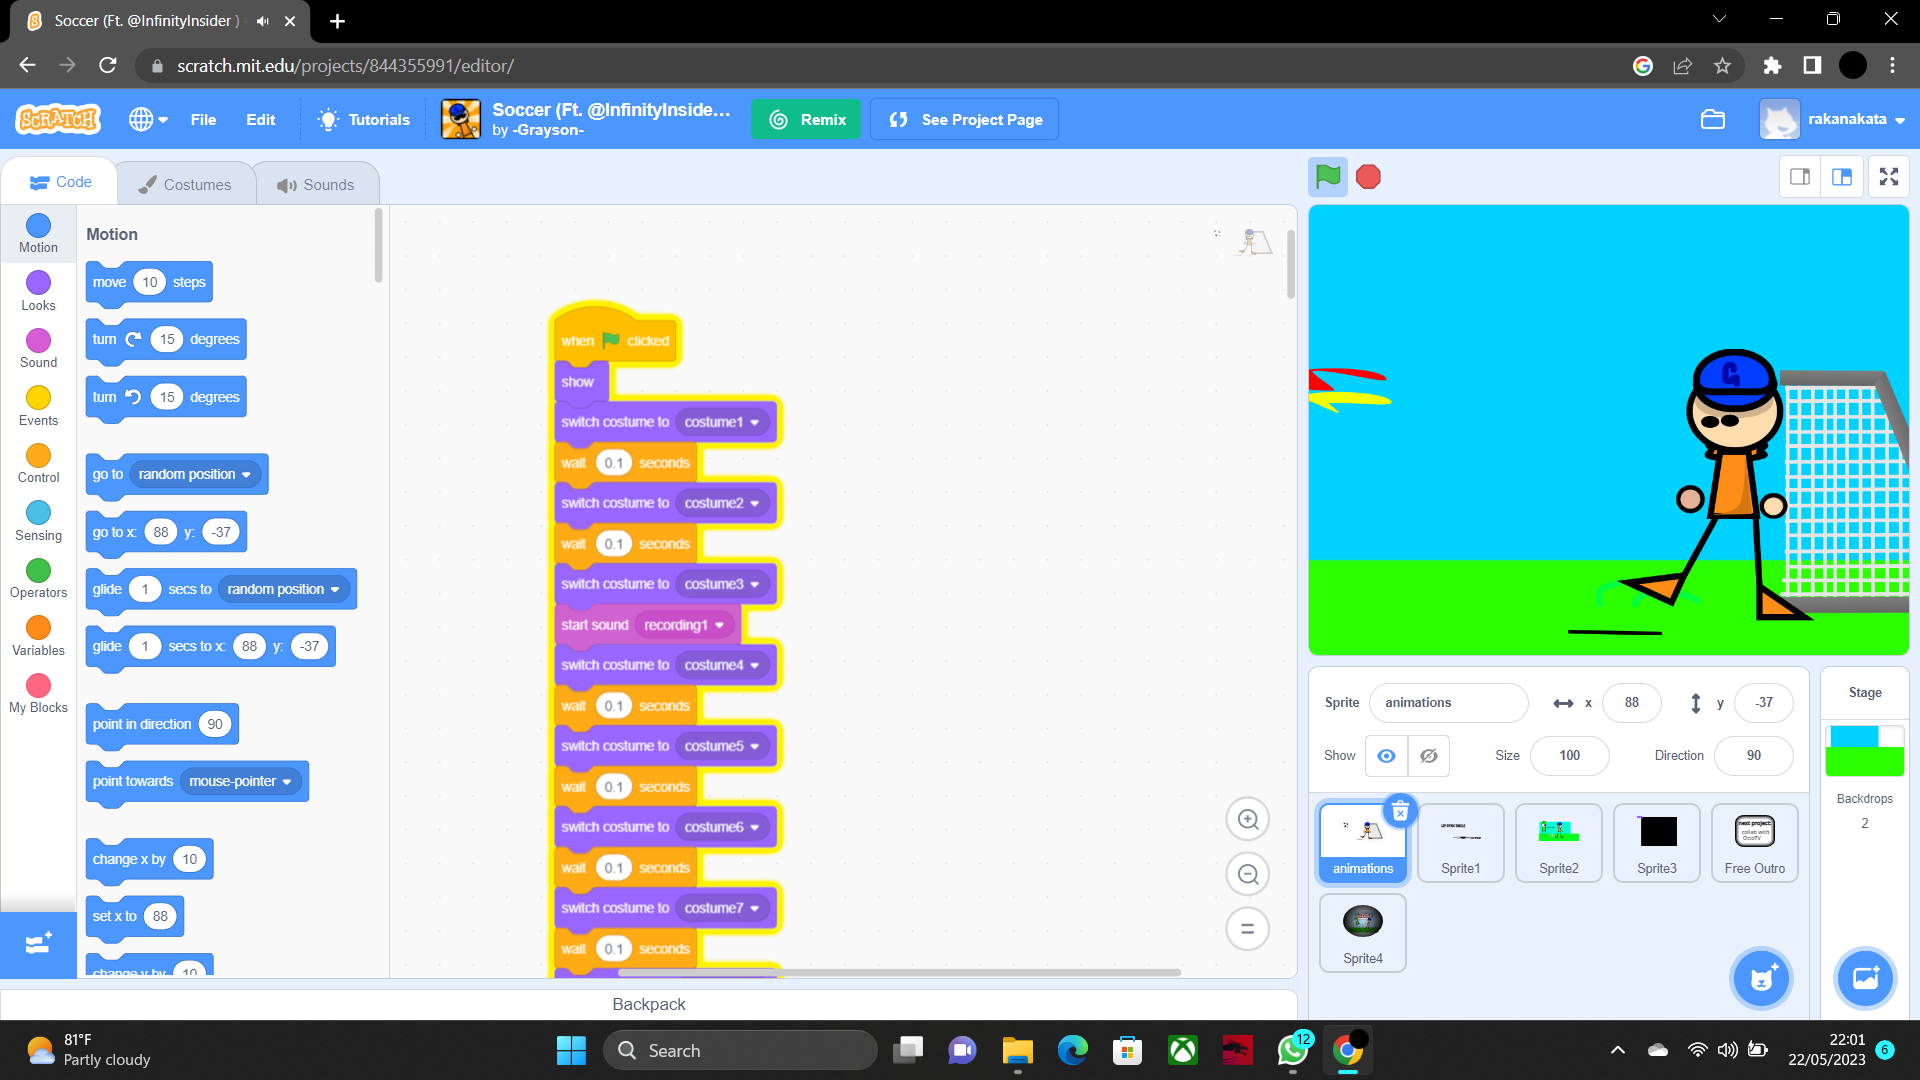 Soccer (Ft. @InfinityInsider )
scratch.mit.edu/projects/844355991/editor/
SCRATCH
File
Edit
Tutorials
Soccer (Ft. @InfinityInside...
by -Grayson-
Remix
See Project Page
rakanakata
Code
Costumes
Sounds
Motion
Looks
Sound
Events
Control
Sensing
Operators
Variables
My Blocks
Motion
move 10 steps
turn 15 degrees
turn 15 degrees
go to random position
go to x: 88 y: -37
glide 1 secs to random position
glide 1 secs to x: 88 y: -37
point in direction 90
point towards mouse-pointer
change x by 10
set x to 88
change y by 10
when clicked
show
switch costume to costume1
wait 0.1 seconds
switch costume to costume2
wait 0.1 seconds
switch costume to costume3
start sound recording1
switch costume to costume4
wait 0.1 seconds
switch costume to costume5
wait 0.1 seconds
switch costume to costume6
wait 0.1 seconds
switch costume to costume7
wait 0.1 seconds
Backpack
G
Sprite animations x 88 y -37
Show Size 100 Direction 90
animations
Sprite1
Sprite2
Sprite3
next project:
collab with
OttoTV
Free Outro
Sprite4
Stage
Backdrops
2
81°F
Partly cloudy
Search
12
22:01
22/05/2023
6